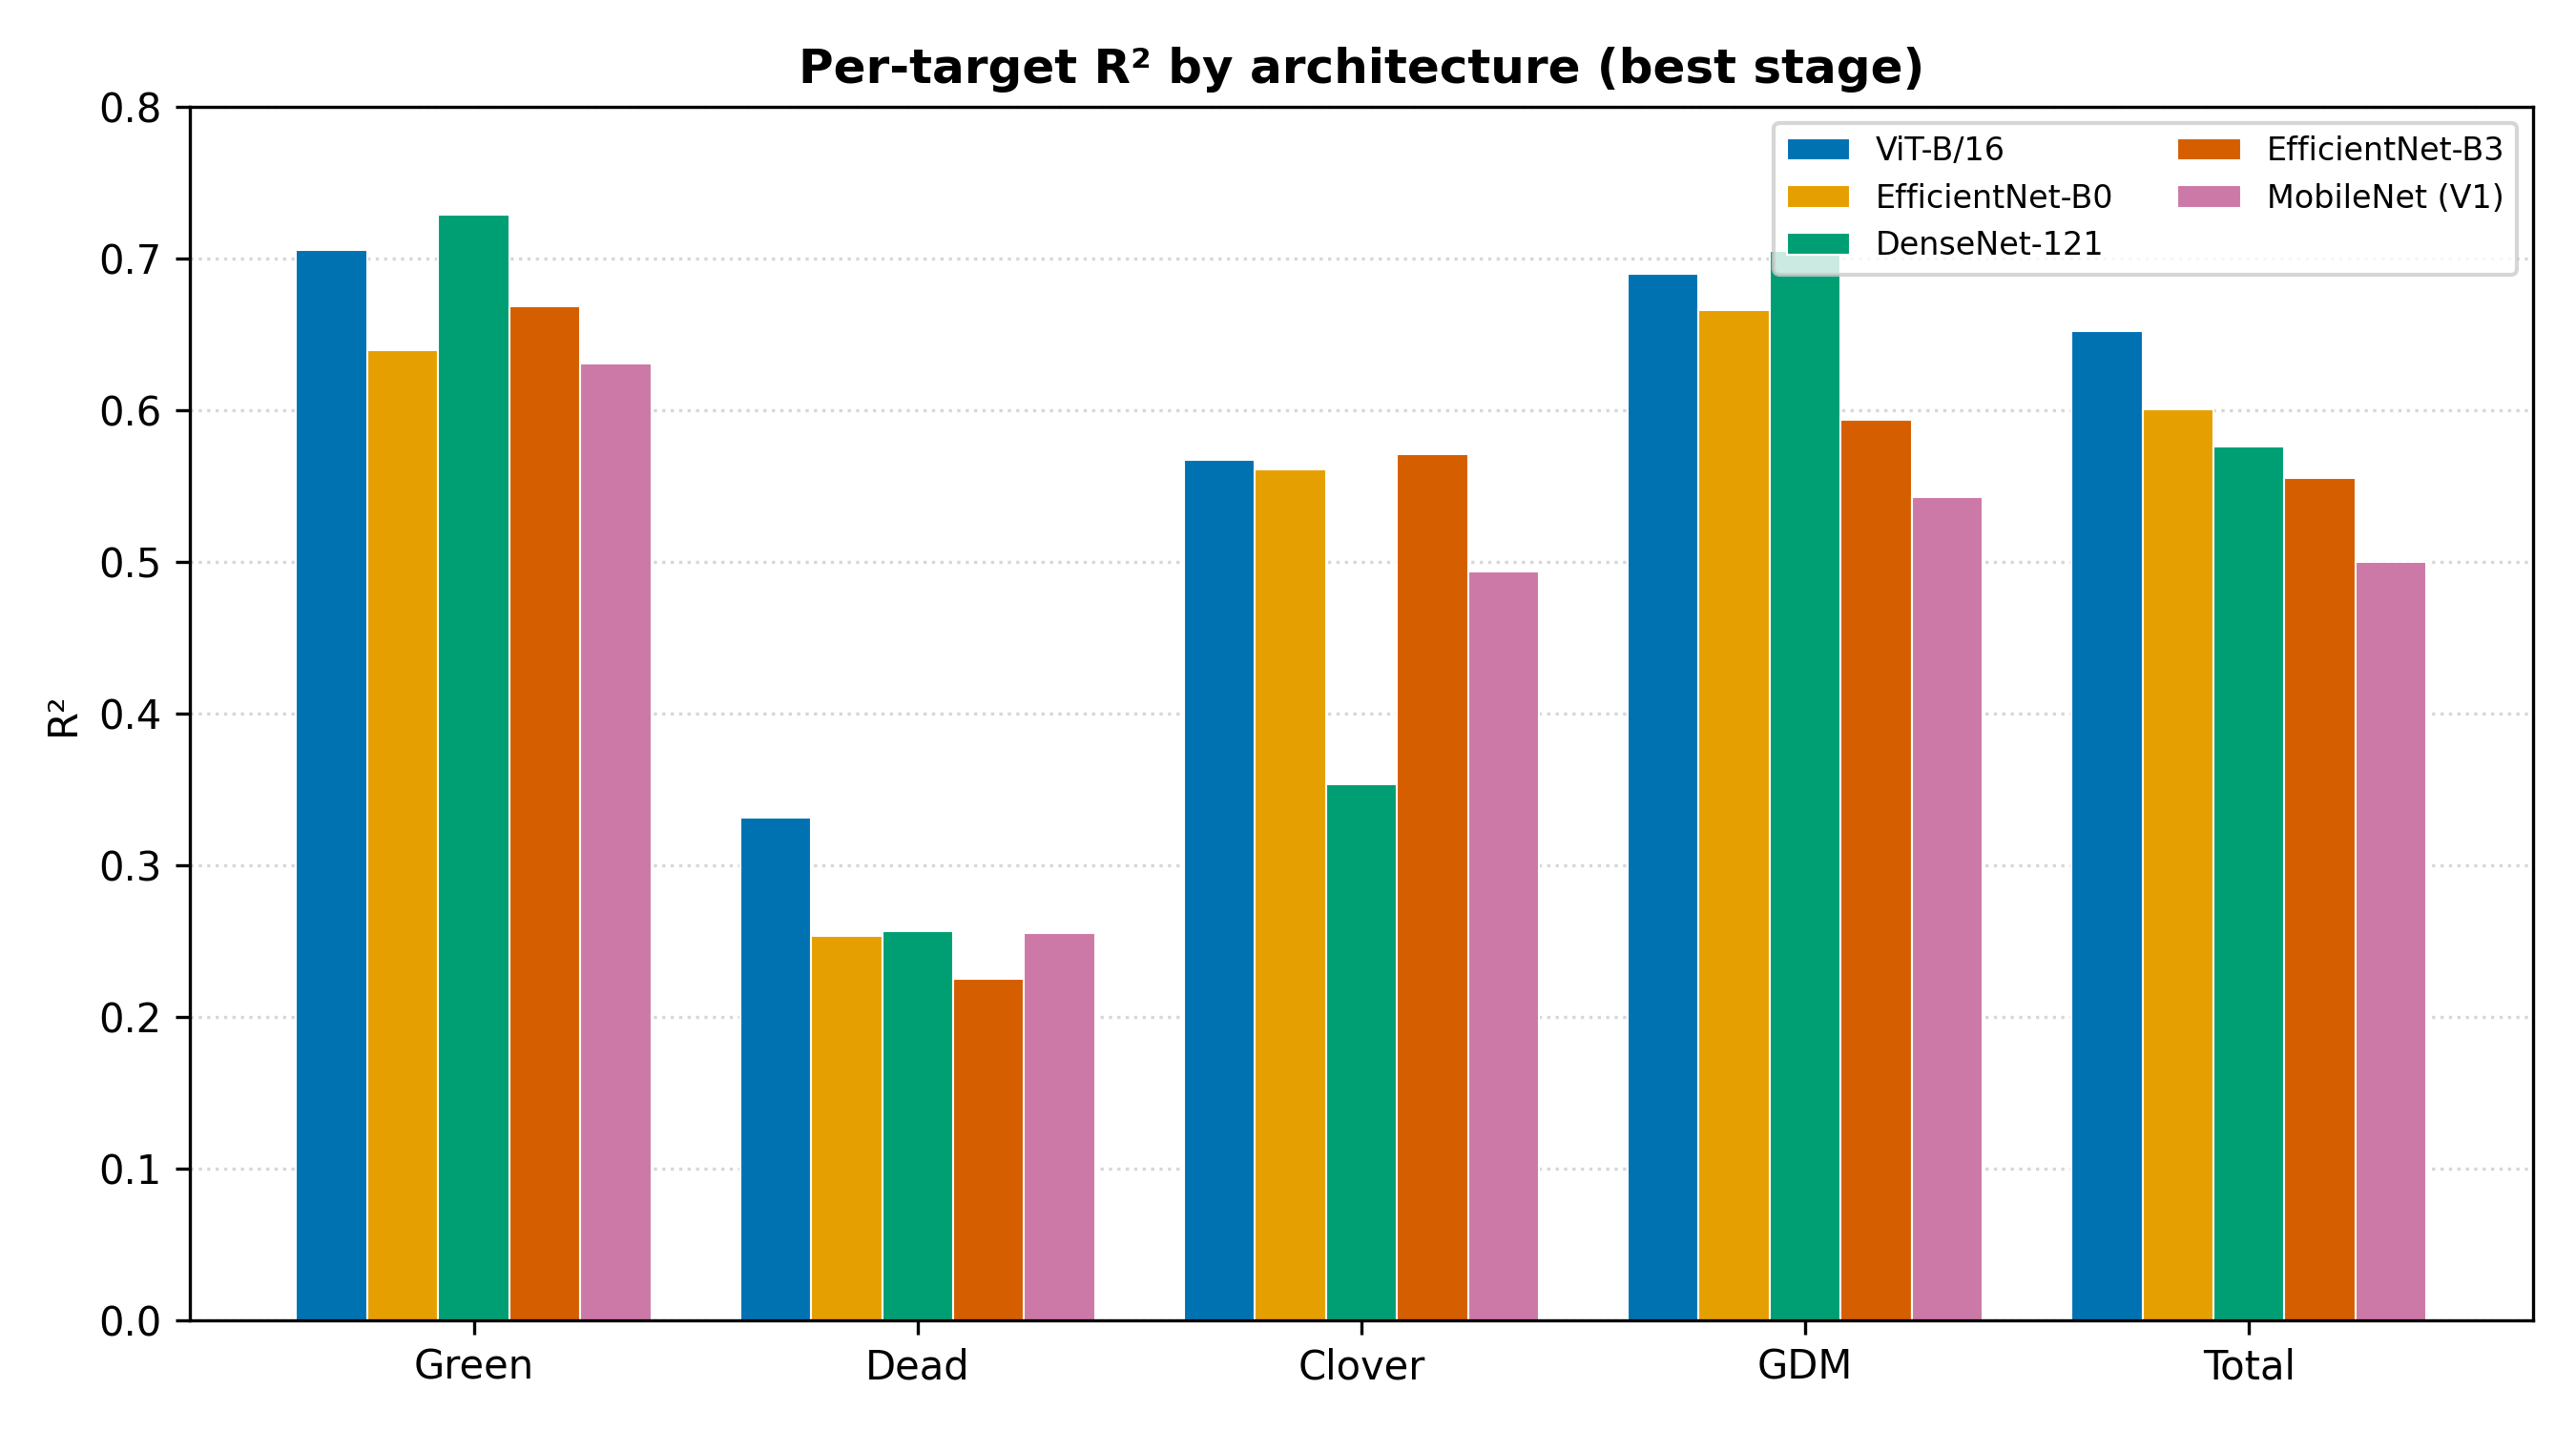 Per-target R² by architecture (best stage)
ViT-B/16
EfficientNet-B0
DenseNet-121
EfficientNet-B3
MobileNet (V1)
R²
0.8
0.7
0.6
0.5
0.4
0.3
0.2
0.1
0.0
Green Dead Clover GDM Total